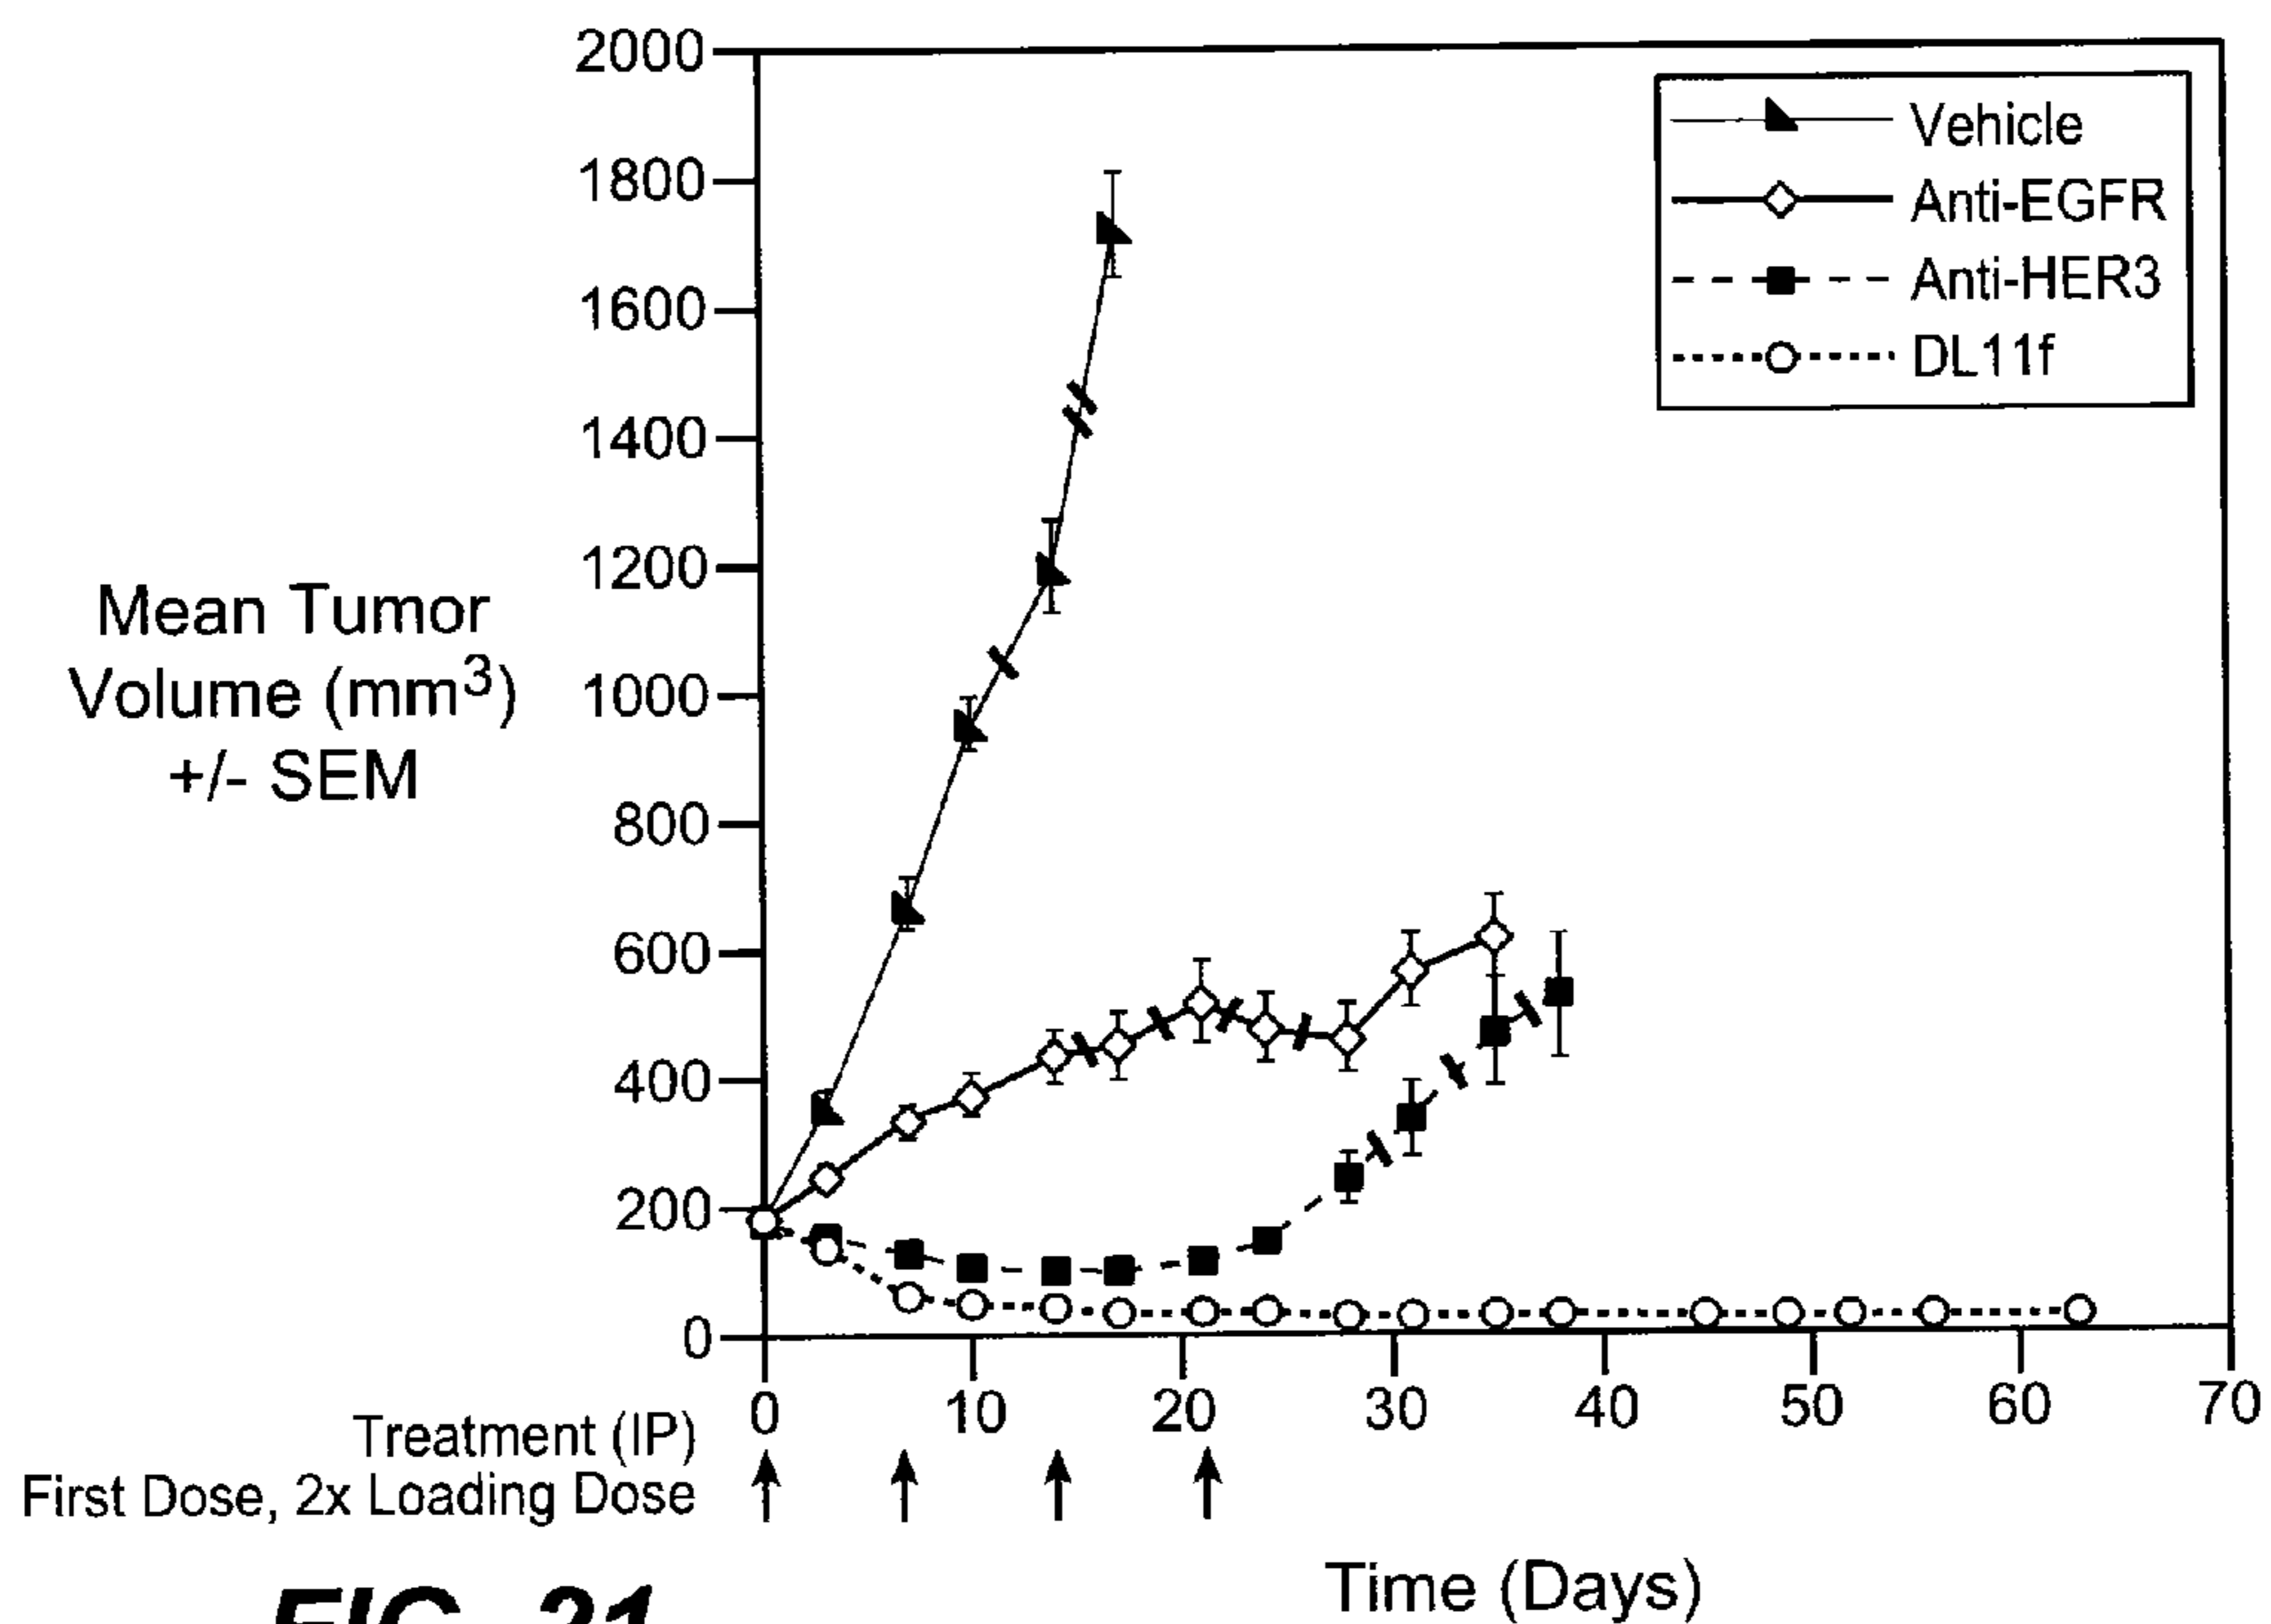 2000
1800
1600
1400
1200
1000
800
600
400
200
0
Mean Tumor
Volume (mm³)
+/- SEM
Vehicle
Anti-EGFR
Anti-HER3
DL11f
0 10 20 30 40 50 60 70
Treatment (IP)
First Dose, 2x Loading Dose
Time (Days)
FIG. 21